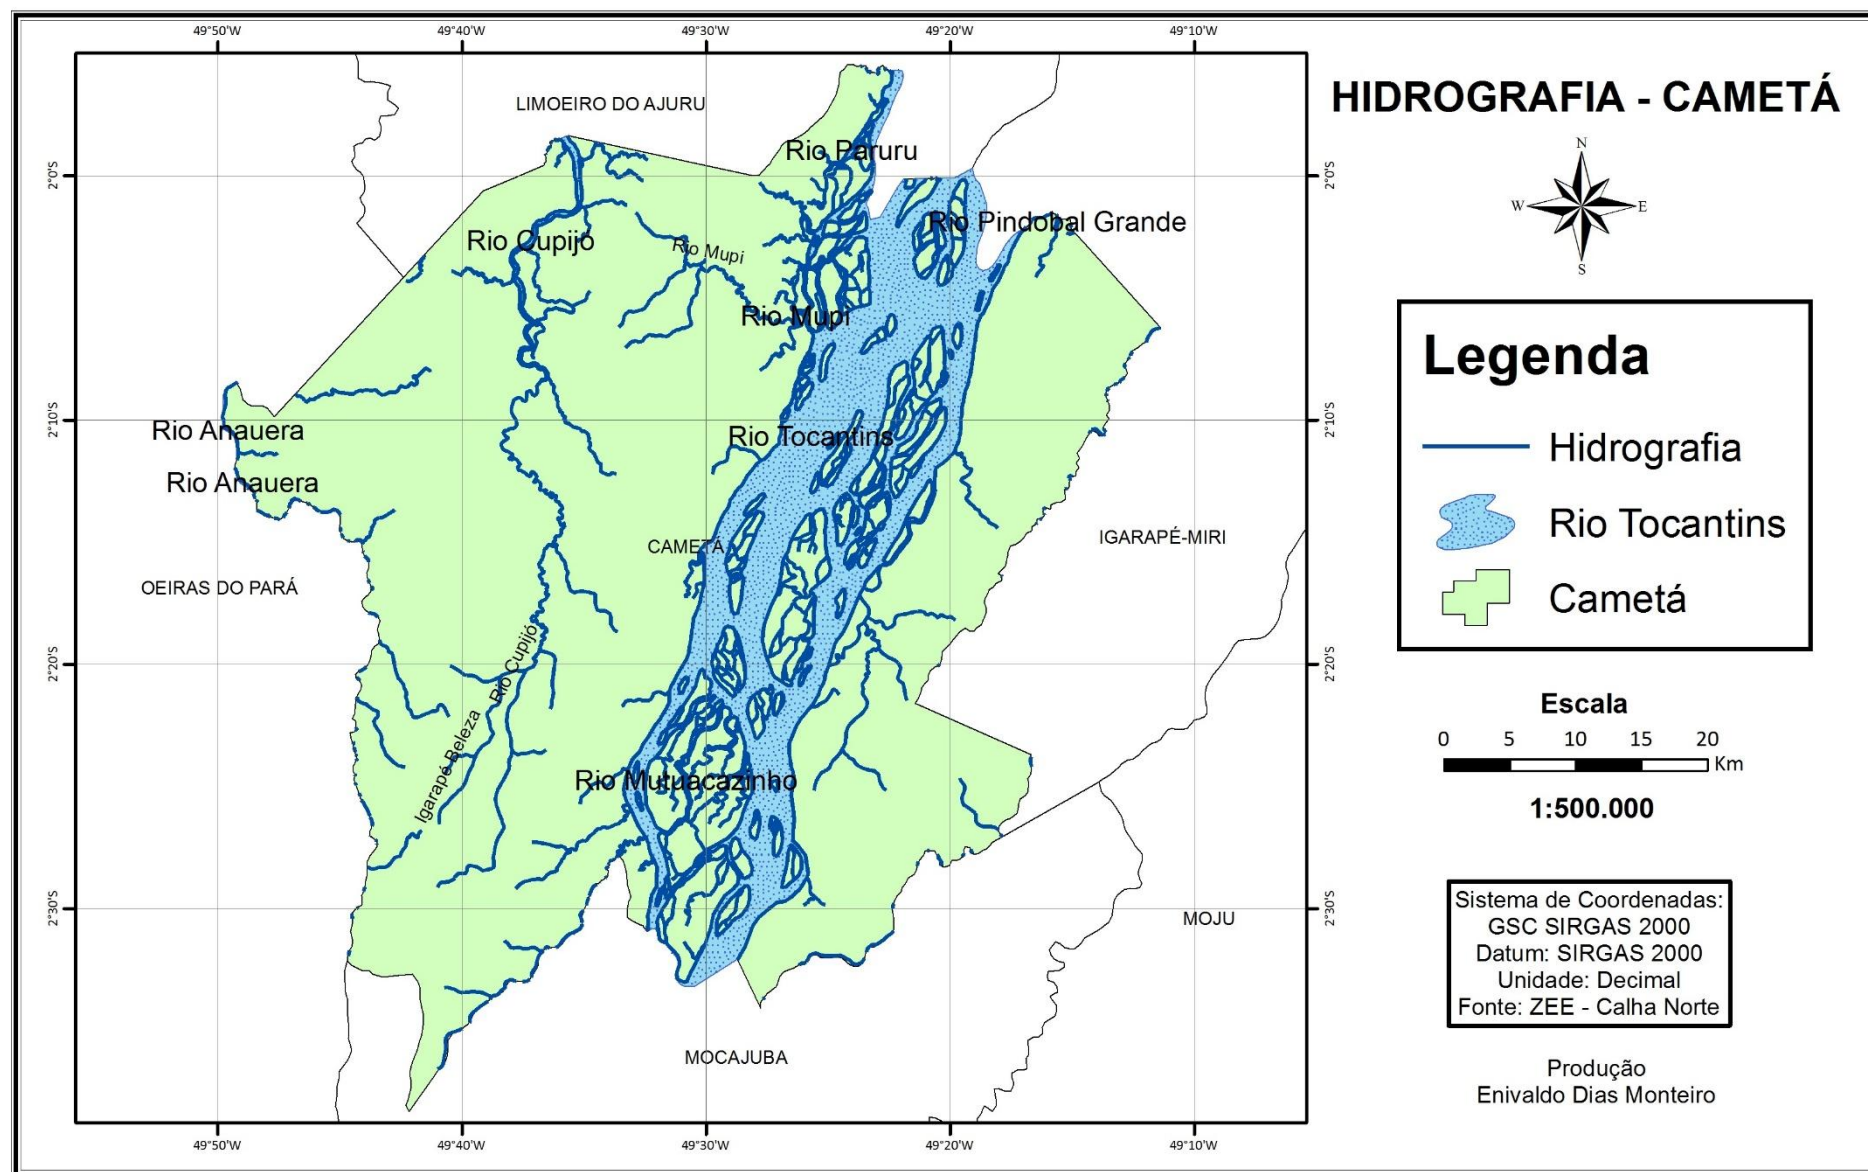 49°50'W
49°40'W
49°30'W
49°20'W
49°10'W
HIDROGRAFIA - CAMETÁ
LIMOEIRO DO AJURU
Rio Paruru
N
2°0'S
2°0'S
W
E
S
Rio Pindobal Grande
Rio Cupijó
Rio Mupi
Rio Mupi
Legenda
Hidrografia
Rio Tocantins
Cametá
2°10'S
2°10'S
Rio Anauera
Rio Tocantins
Rio Anauera
CAMETÁ
IGARAPÉ-MIRI
OEIRAS DO PARÁ
Rio Cupijó
2°20'S
2°20'S
Igarapé Beleza
Rio Mutuacazinho
Escala
0 5 10 15 20
Km
1:500.000
2°30'S
2°30'S
MOJU
Sistema de Coordenadas:
GSC SIRGAS 2000
Datum: SIRGAS 2000
Unidade: Decimal
Fonte: ZEE - Calha Norte
MOCAJUBA
Produção
Enivaldo Dias Monteiro
49°50'W
49°40'W
49°30'W
49°20'W
49°10'W